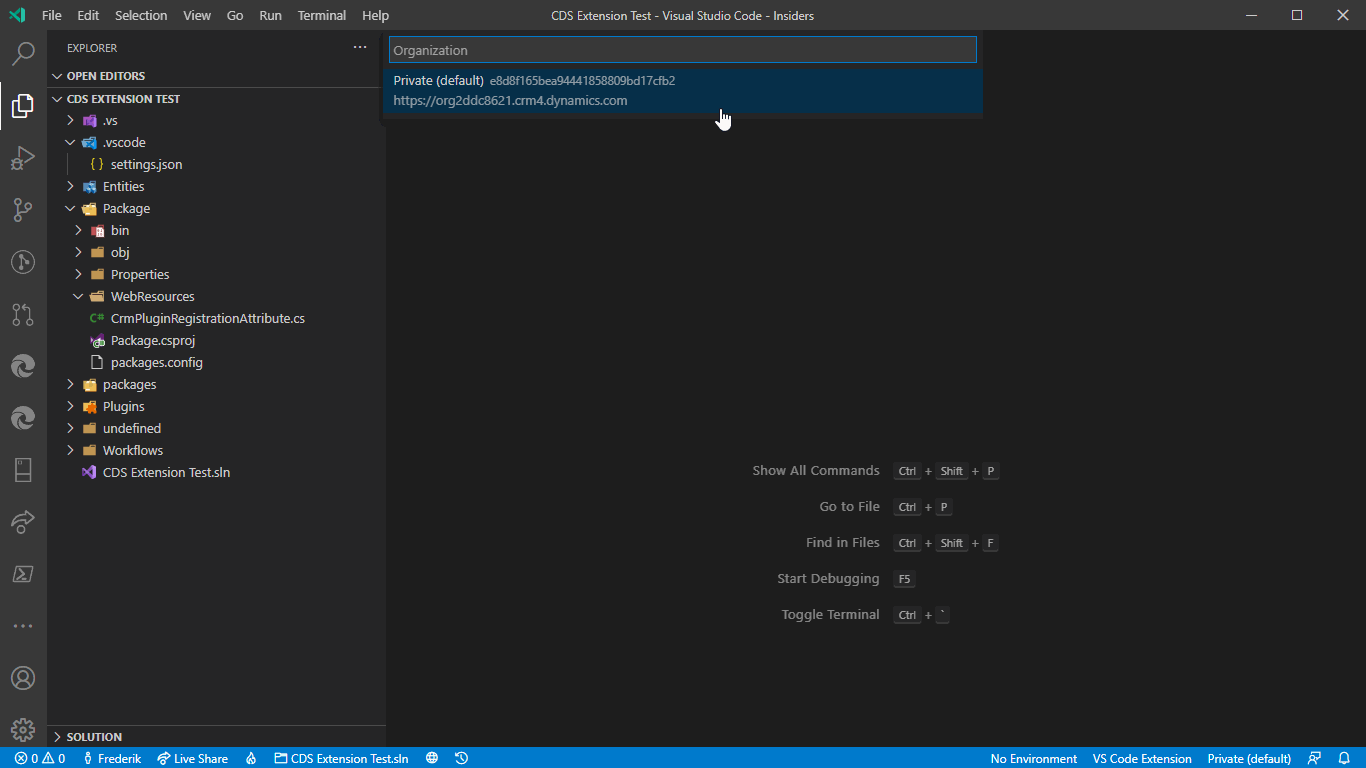 File Edit Selection View Go Run Terminal Help CDS Extension Test - Visual Studio Code - Insiders
EXPLORER
OPEN EDITORS
CDS EXTENSION TEST
.vs
.vscode
{ } settings.json
Entities
Package
bin
obj
Properties
WebResources
C# CrmPluginRegistrationAttribute.cs
Package.csproj
packages.config
packages
Plugins
undefined
Workflows
CDS Extension Test.sln
SOLUTION
Organization
Private (default) e8d8f165bea94441858809bd17cfb2
https://org2ddc8621.crm4.dynamics.com
Show All Commands Ctrl + Shift + P
Go to File Ctrl + P
Find in Files Ctrl + Shift + F
Start Debugging F5
Toggle Terminal Ctrl + `
0 0 Frederik Live Share CDS Extension Test.sln No Environment VS Code Extension Private (default)